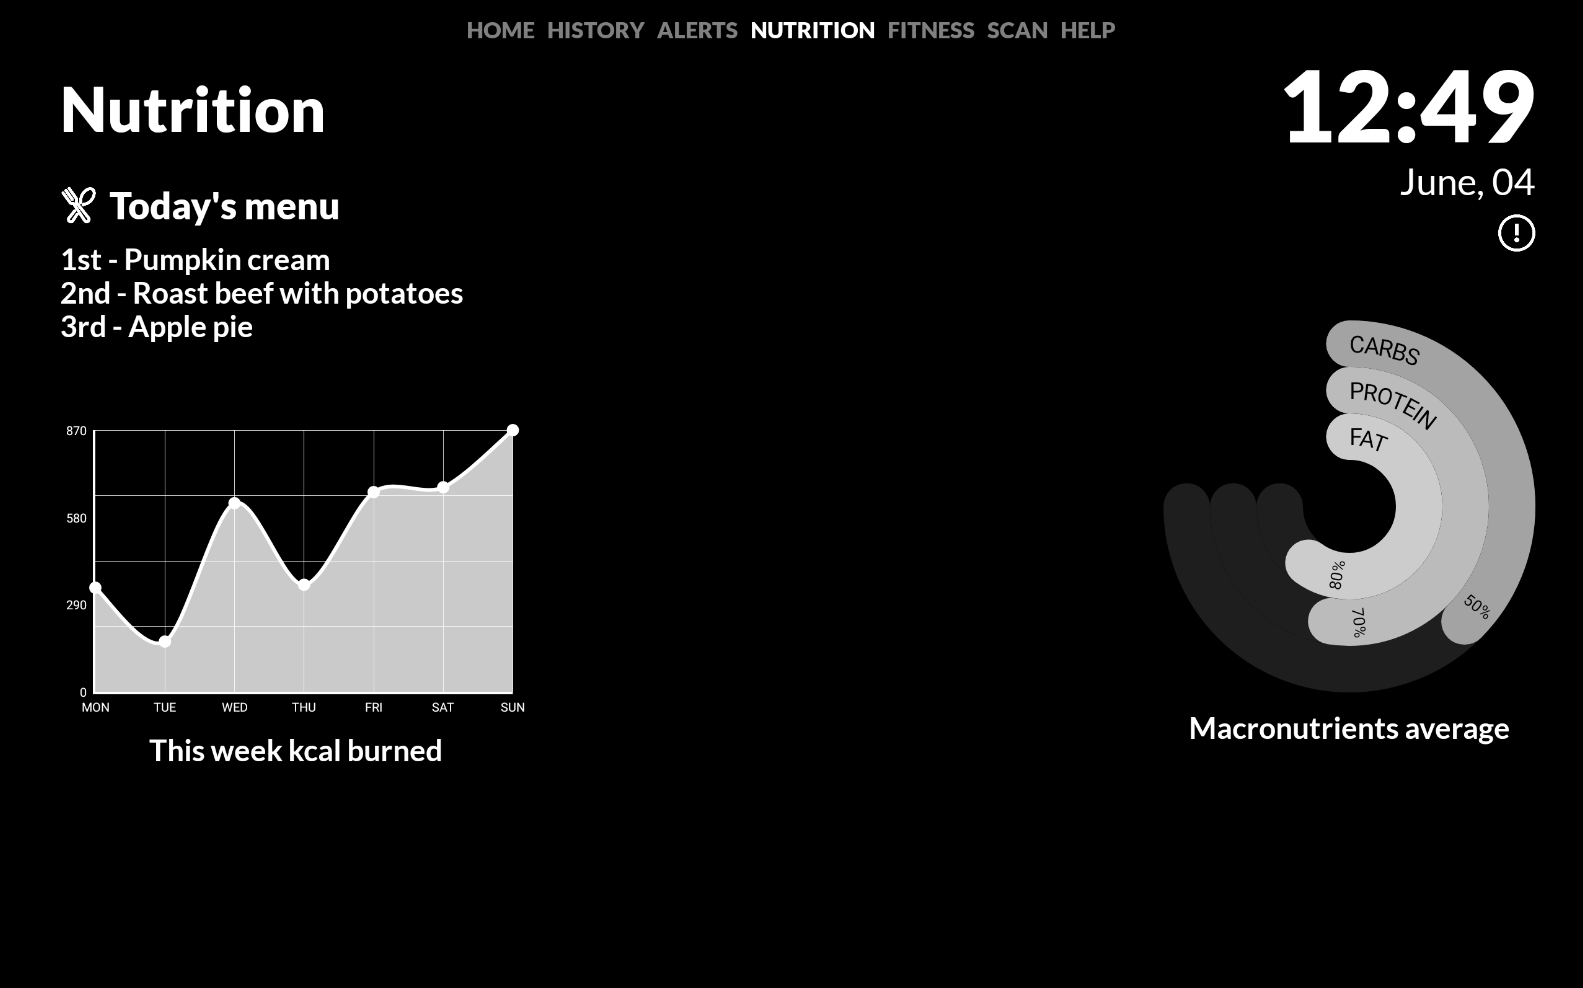 HOME HISTORY ALERTS NUTRITION FITNESS SCAN HELP
Nutrition
12:49
June, 04
Today's menu
1st - Pumpkin cream
2nd - Roast beef with potatoes
3rd - Apple pie
870
580
290
0
MON TUE WED THU FRI SAT SUN
This week kcal burned
CARBS
PROTEIN
FAT
80%
70%
50%
Macronutrients average